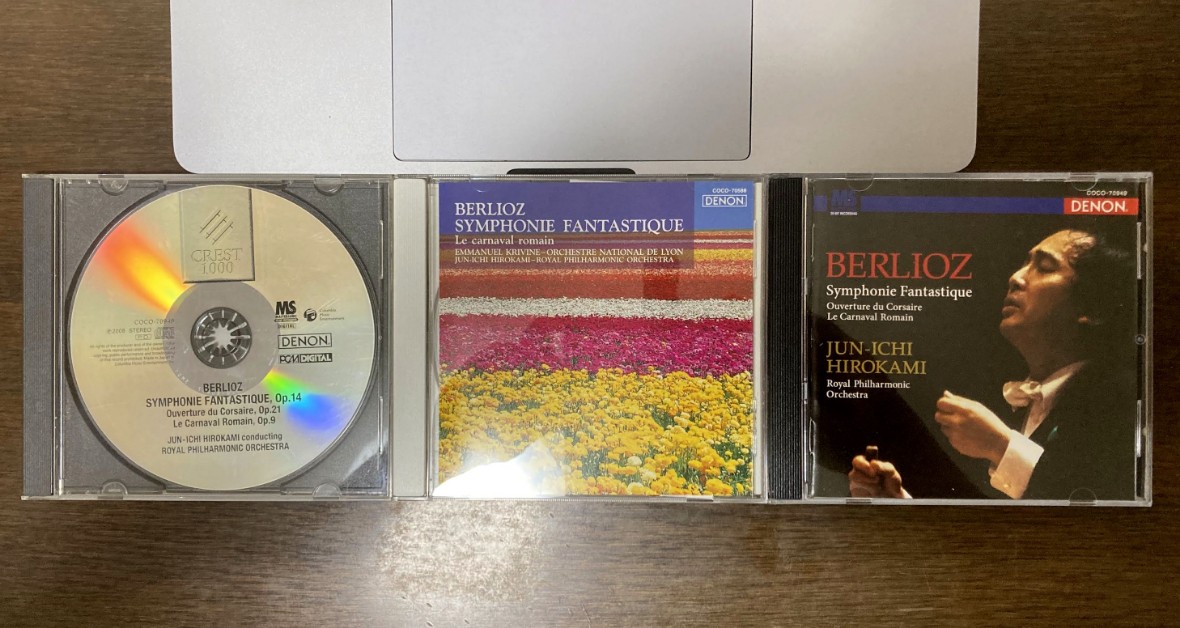 CREST
1000
MS
DENON
PCM DIGITAL
BERLIOZ
SYMPHONIE FANTASTIQUE, Op.14
Ouverture du Corsaire, Op.21
Le Carnaval Romain, Op.9
JUN-ICHI HIROKAMI conducting
ROYAL PHILHARMONIC ORCHESTRA
DENON
BERLIOZ
SYMPHONIE FANTASTIQUE
Le carnaval romain
EMMANUEL KRIVINE–ORCHESTRE NATIONAL DE LYON
JUN-ICHI HIROKAMI–ROYAL PHILHARMONIC ORCHESTRA
MS
DENON
BERLIOZ
Symphonie Fantastique
Ouverture du Corsaire
Le Carnaval Romain
JUN-ICHI
HIROKAMI
Royal Philharmonic
Orchestra